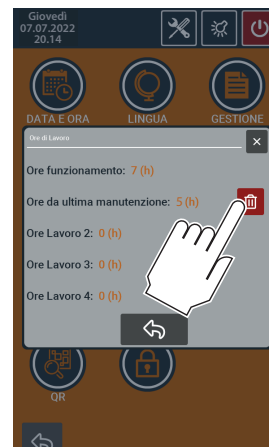 Giovedì
07.07.2022
20.14
DATA E ORA
LINGUA
GESTIONE
Ore di Lavoro
Ore funzionamento: 7 (h)
Ore da ultima manutenzione: 5 (h)
Ore Lavoro 2: 0 (h)
Ore Lavoro 3: 0 (h)
Ore Lavoro 4: 0 (h)
QR